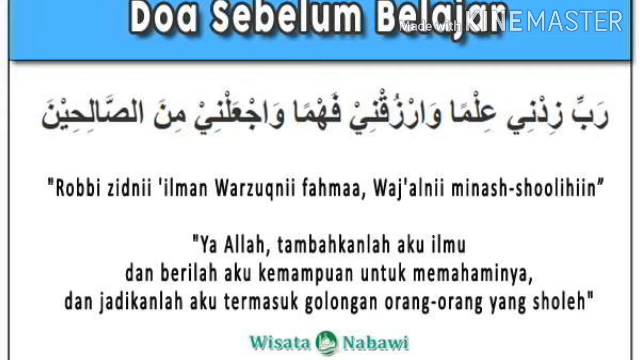 Doa Sebelum Belajar
Made with KINEMASTER
رَبِّ زِدْنِي عِلْمًا وَارْزُقْنِيْ فَهْمًا وَاجْعَلْنِيْ مِنَ الصَّالِحِيْنَ
"Robbi zidnii 'ilman Warzuqnii fahmaa, Waj'alnii minash-shoolihiin”
"Ya Allah, tambahkanlah aku ilmu
dan berilah aku kemampuan untuk memahaminya,
dan jadikanlah aku termasuk golongan orang-orang yang sholeh"
Wisata Nabawi